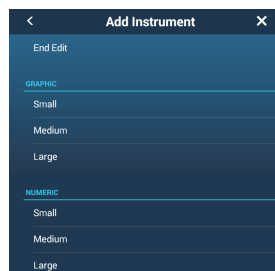 Add Instrument
End Edit
GRAPHIC
Small
Medium
Large
NUMERIC
Small
Medium
Large